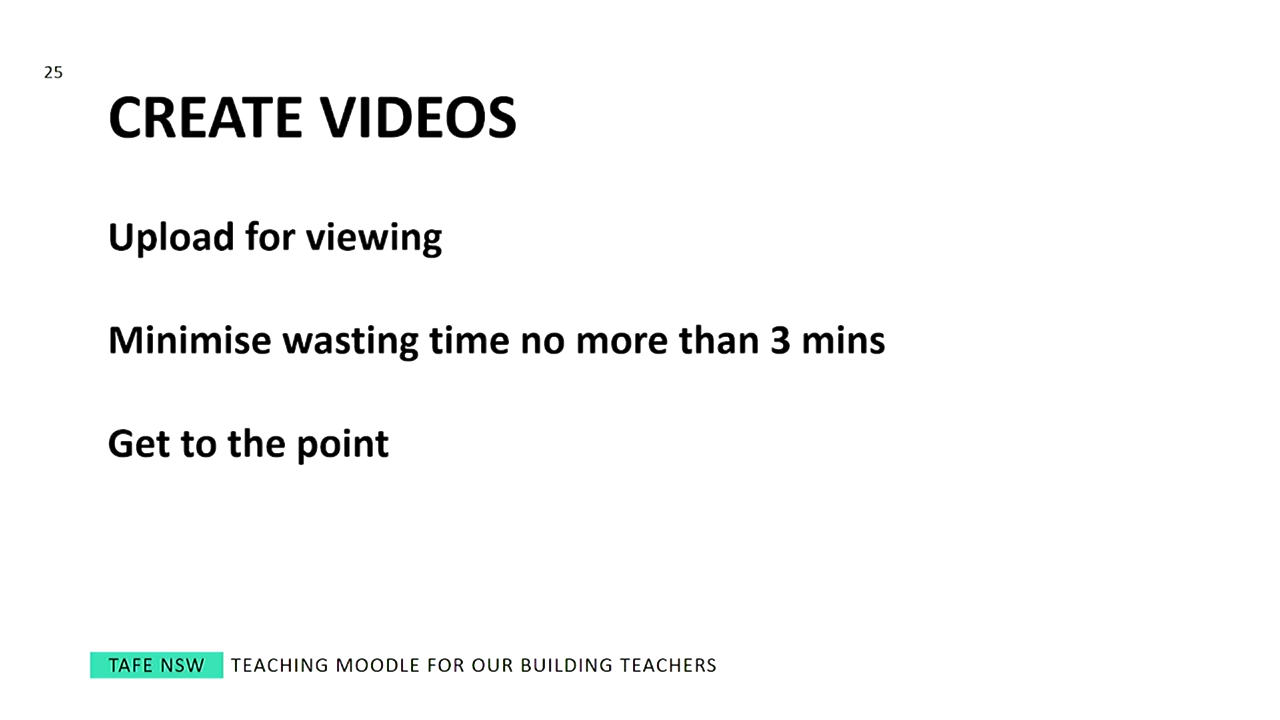 25
CREATE VIDEOS
Upload for viewing
Minimise wasting time no more than 3 mins
Get to the point
TAFE NSW TEACHING MOODLE FOR OUR BUILDING TEACHERS